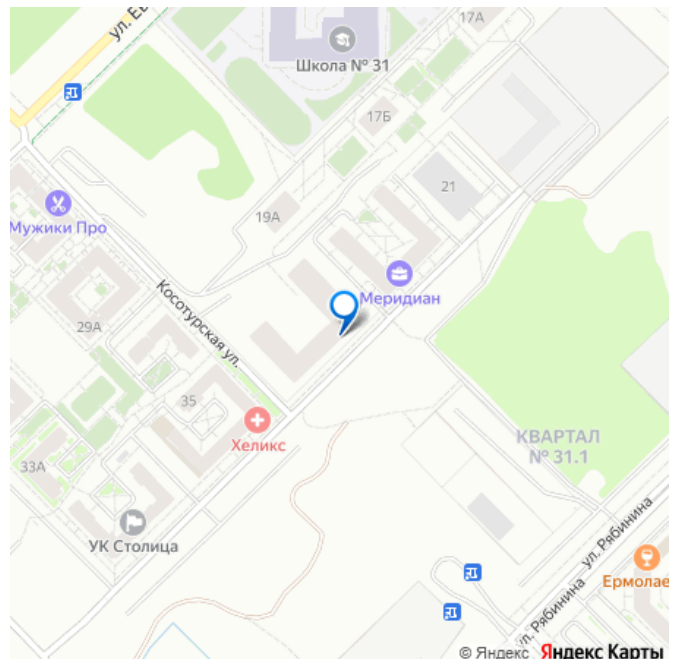 17А
ул. Ев
Школа № 31
17Б
21
Мужики Про
19А
Меридиан
Косотурская ул.
29А
35
Хеликс
КВАРТАЛ
№ 31.1
33А
УК Столица
ул. Рябинина
Ермолае
ул. Рябинина
© Яндекс Яндекс Карты